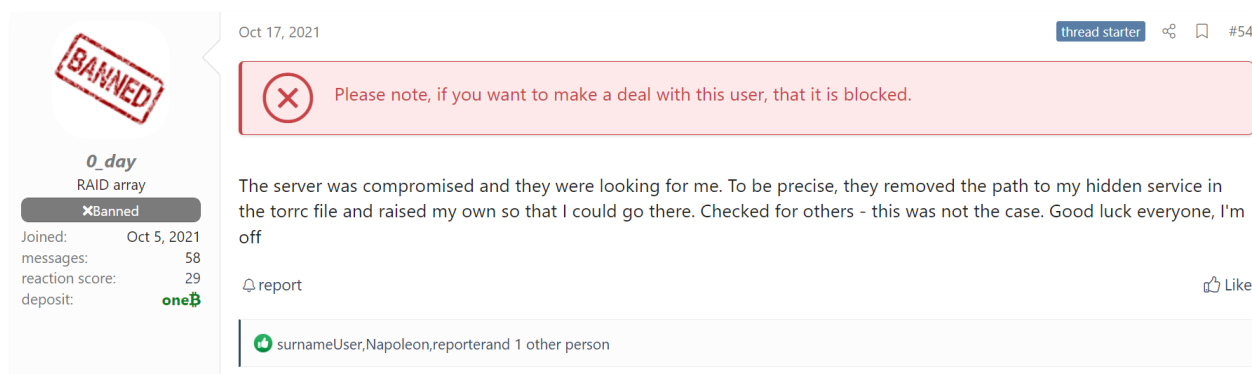 Oct 17, 2021
thread starter
#54
BANNED
Please note, if you want to make a deal with this user, that it is blocked.
0_day
RAID array
×Banned
Joined: Oct 5, 2021
messages: 58
reaction score: 29
deposit: one₿
The server was compromised and they were looking for me. To be precise, they removed the path to my hidden service in
the torrc file and raised my own so that I could go there. Checked for others - this was not the case. Good luck everyone, I'm
off
report
Like
surnameUser,Napoleon,reporterand 1 other person